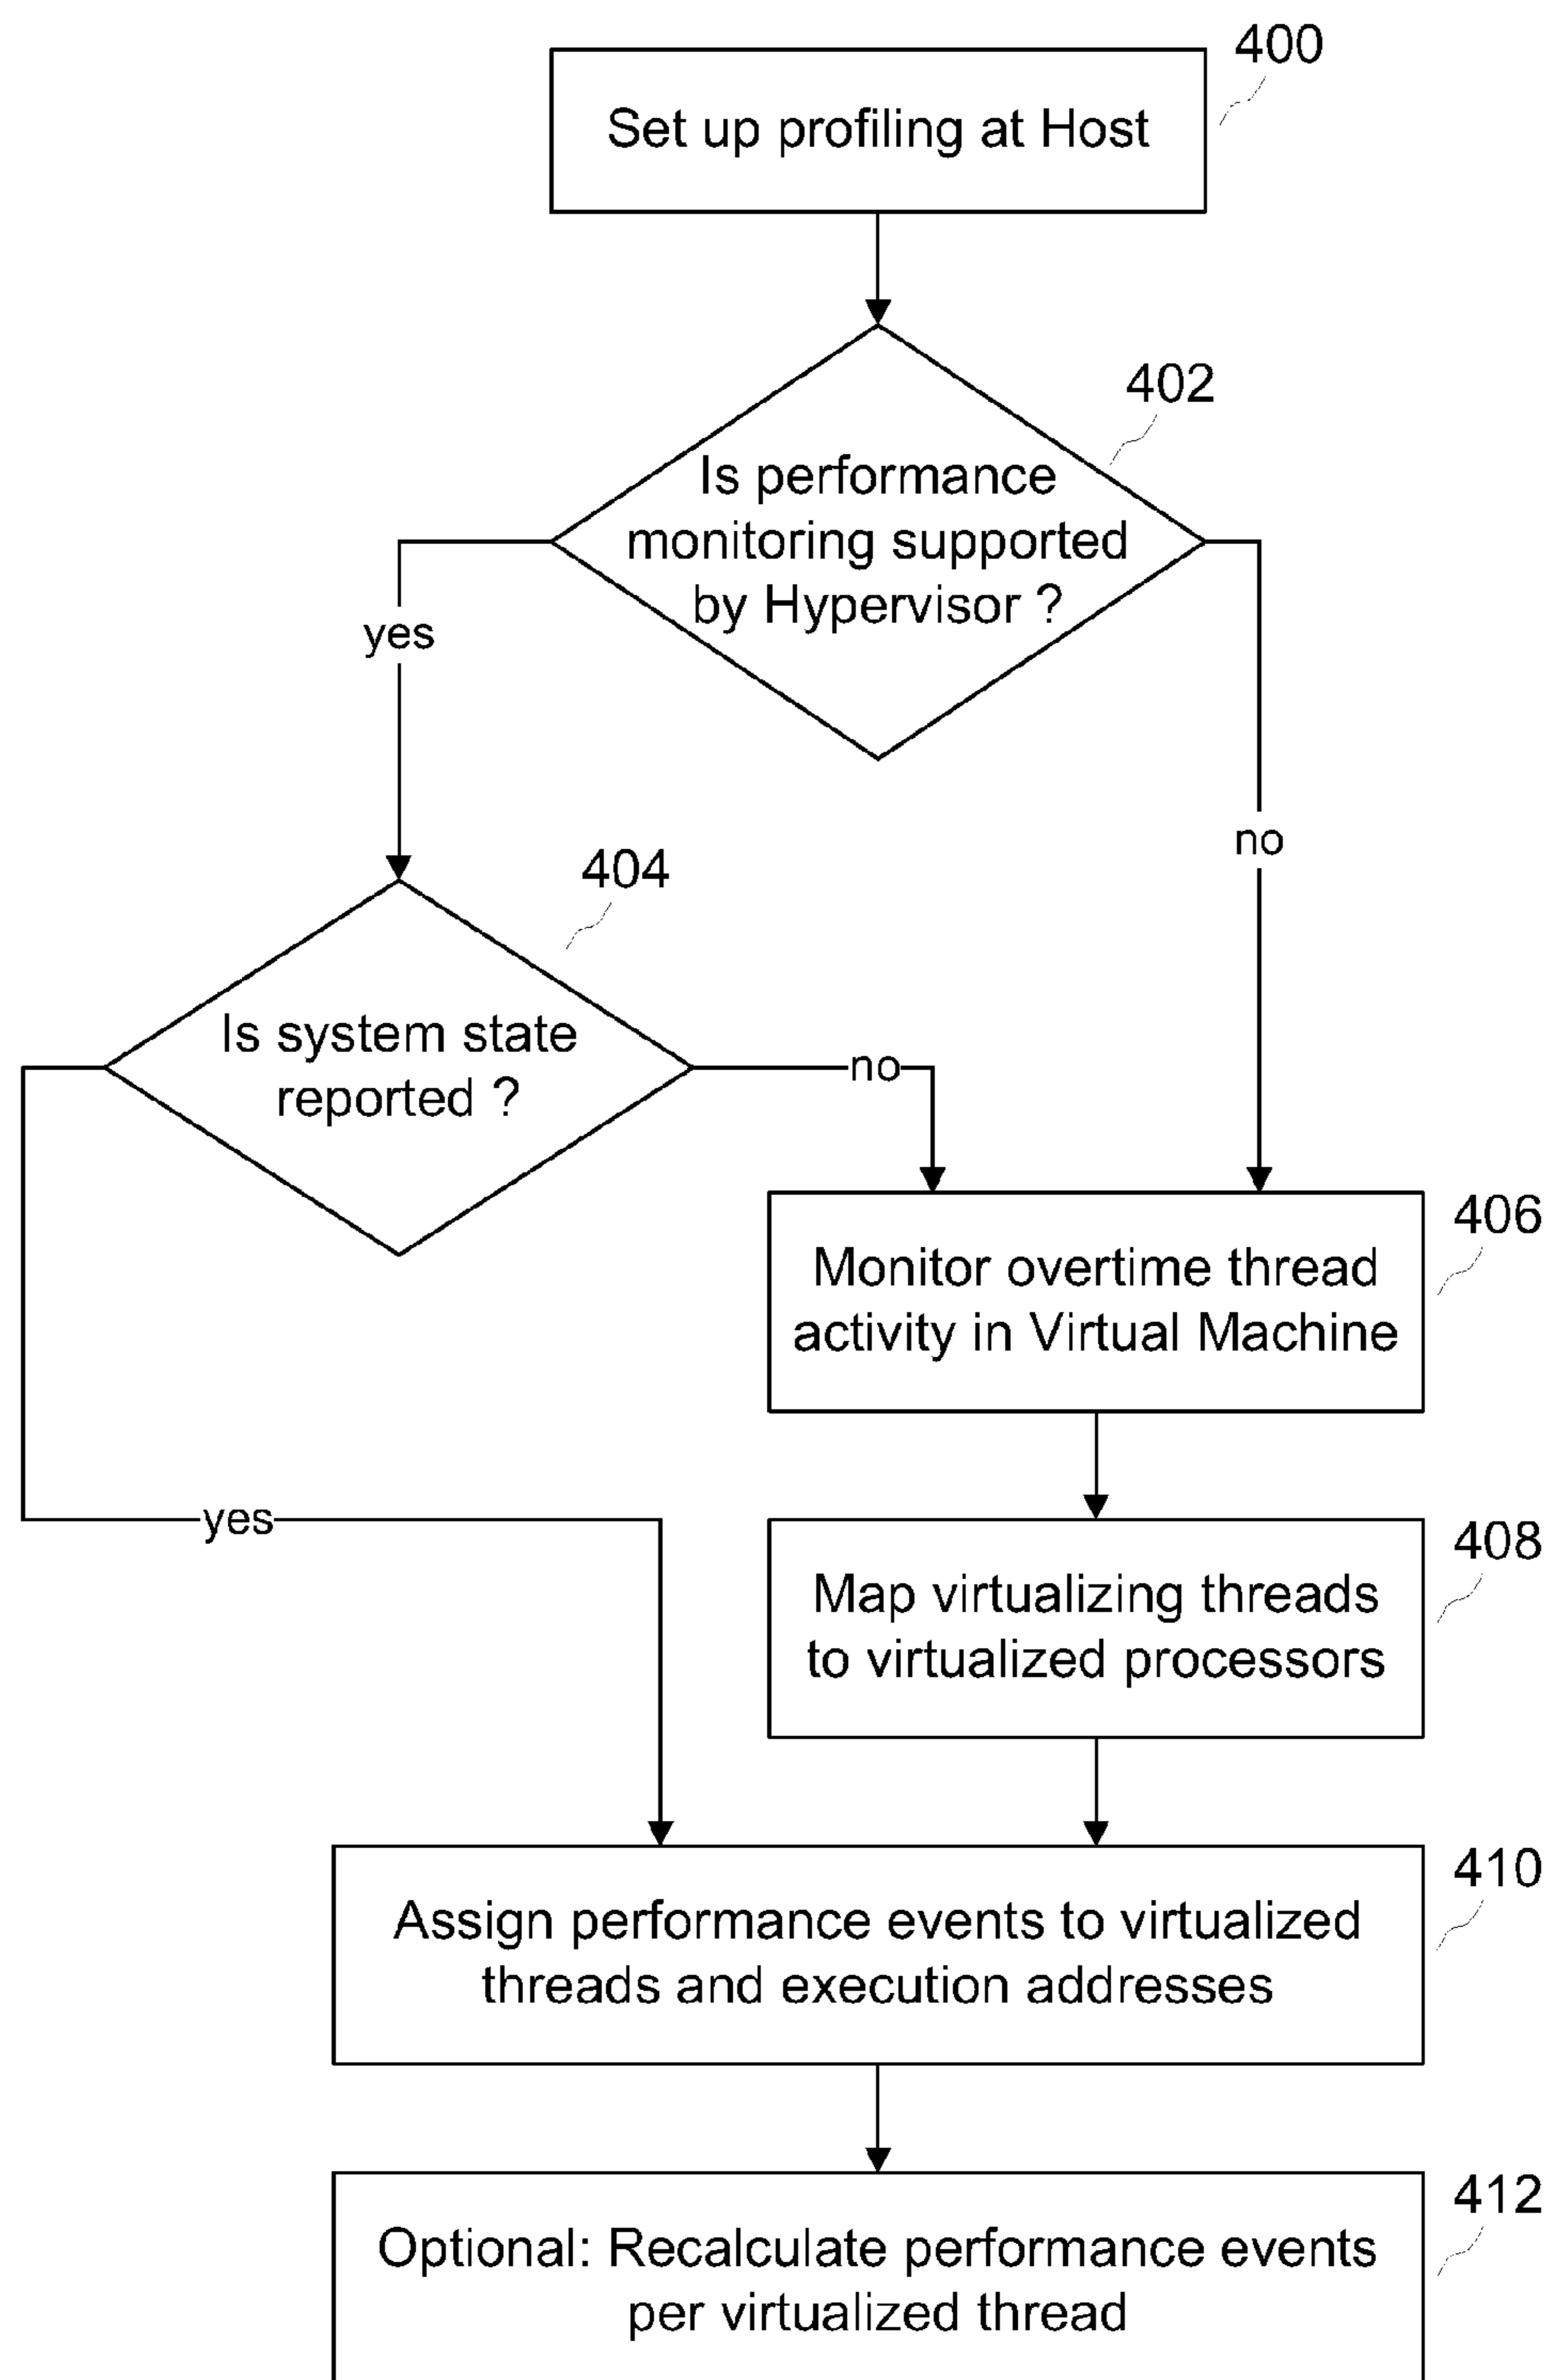 400
Set up profiling at Host
402
Is performance
monitoring supported
by Hypervisor ?
yes
no
404
Is system state
reported ?
no
406
Monitor overtime thread
activity in Virtual Machine
yes
408
Map virtualizing threads
to virtualized processors
410
Assign performance events to virtualized
threads and execution addresses
412
Optional: Recalculate performance events
per virtualized thread